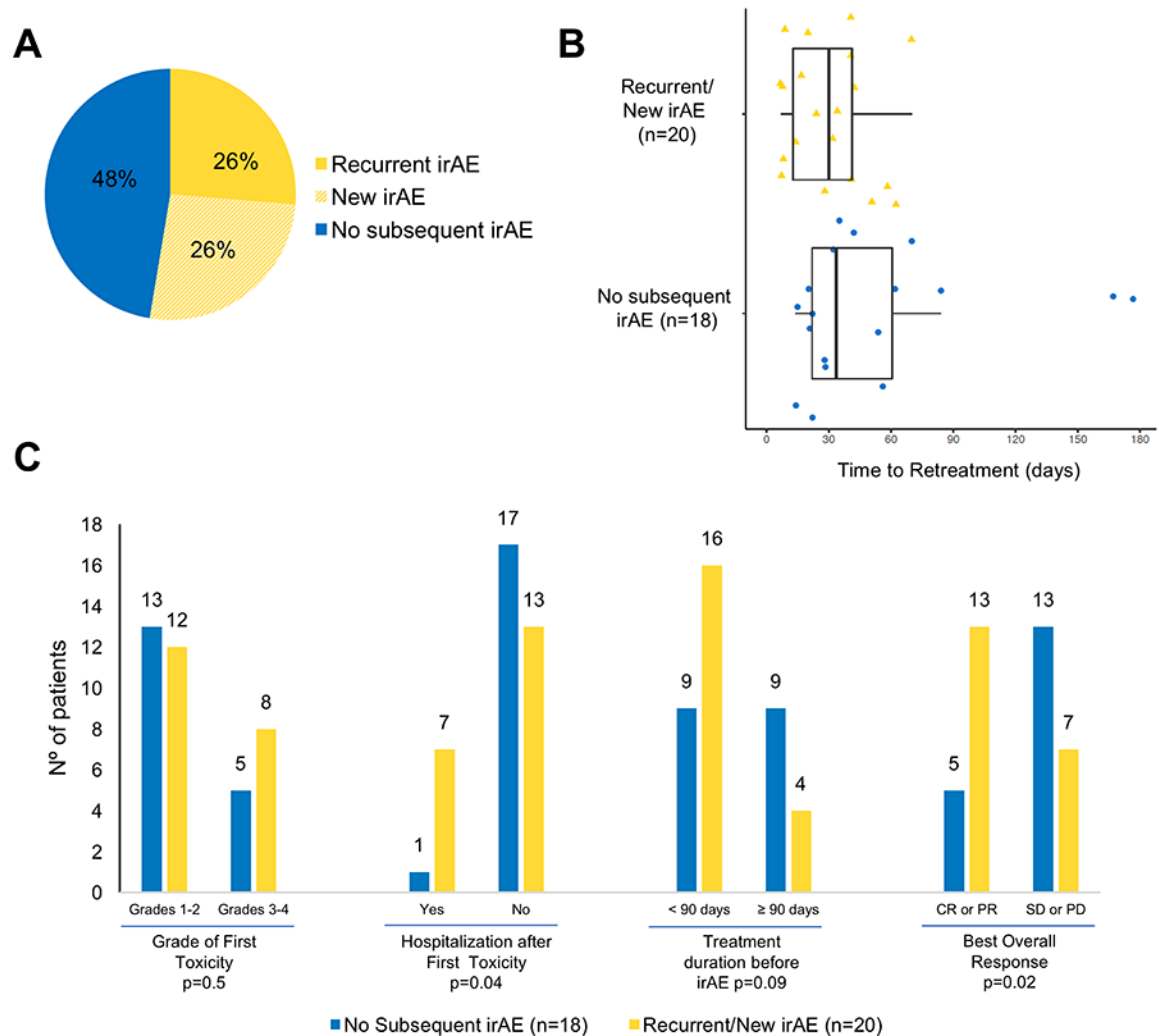 A
48%
26%
26%
Recurrent irAE
New irAE
No subsequent irAE
B
Recurrent/
New irAE
(n=20)
No subsequent
irAE (n=18)
0 30 60 90 120 150 180
Time to Retreatment (days)
C
Nº of patients
18
16
14
12
10
8
6
4
2
0
13 12 5 8
1 7 17 13
9 16 9 4
5 13 13 7
Grades 1-2 Grades 3-4
Grade of First
Toxicity
p=0.5
Yes No
Hospitalization after
First Toxicity
p=0.04
< 90 days ≥ 90 days
Treatment
duration before
irAE p=0.09
CR or PR SD or PD
Best Overall
Response
p=0.02
No Subsequent irAE (n=18) Recurrent/New irAE (n=20)